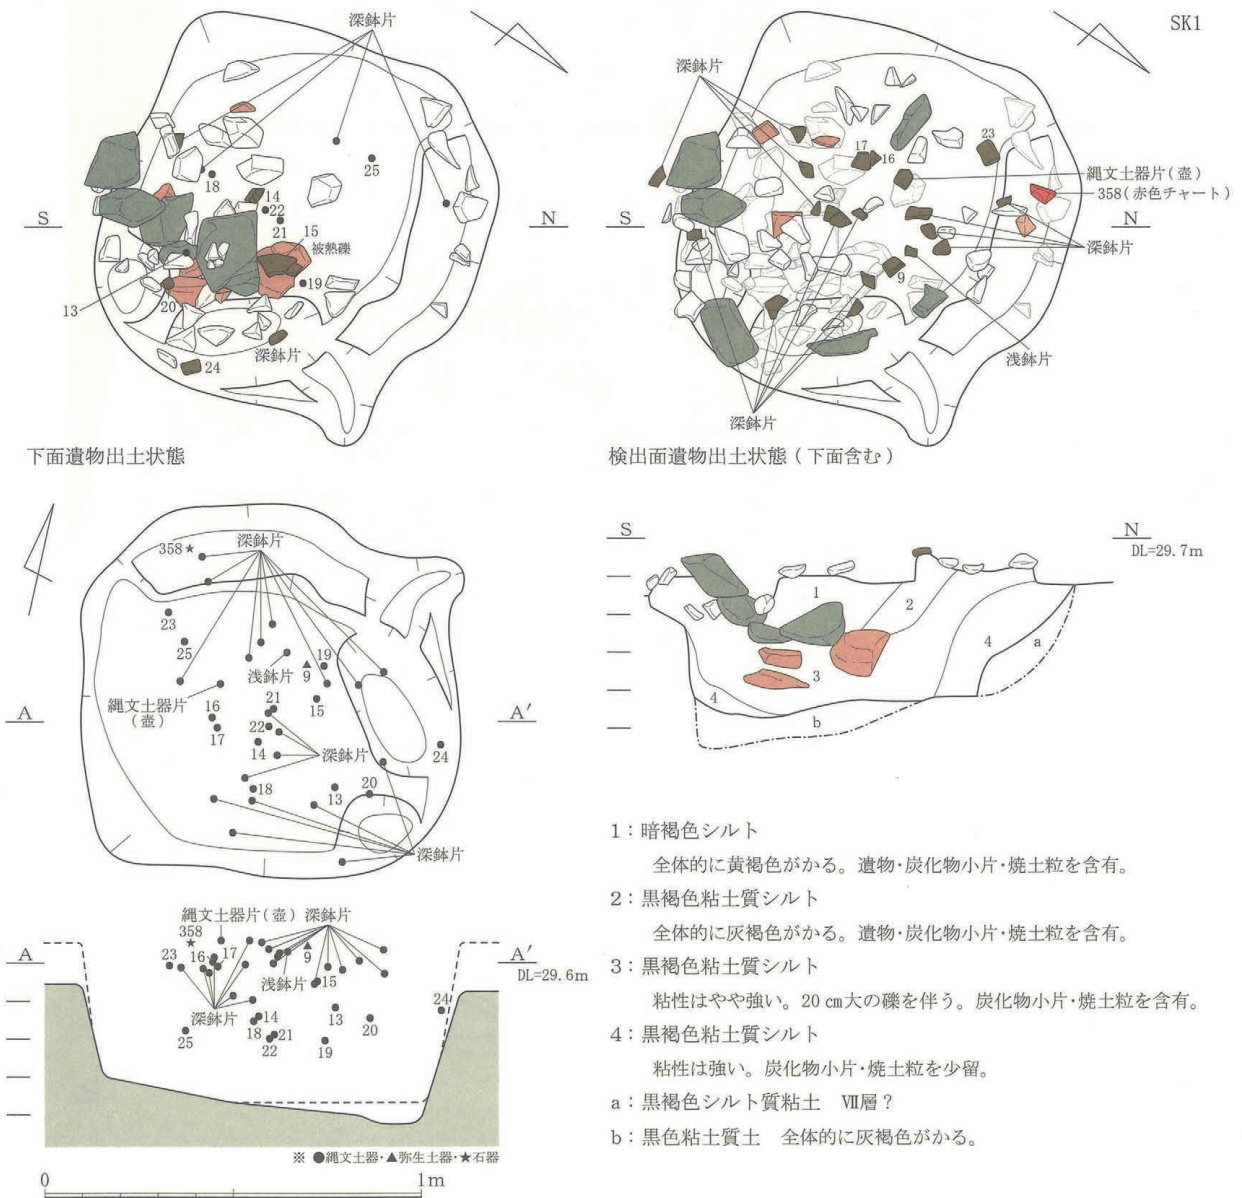 SK1
深鉢片
18
25
14
22
21
15
被熱礫
19
S
N
13
20
深鉢片
24
下面遺物出土状態
深鉢片
17
16
23
縄文土器片(壺)
358(赤色チャート)
S
N
深鉢片
9
浅鉢片
深鉢片
検出面遺物出土状態(下面含む)
358★
深鉢片
23
25
浅鉢片
▲
9
19
縄文土器片
(壺)
16
17
21
22
14
15
A
A′
深鉢片
24
18
13
20
深鉢片
S
N
DL=29.7m
1
2
3
4
4
a
b
縄文土器片(壺) 深鉢片
358
★
23
16
17
▲
9
A
A′
DL=29.6m
浅鉢片
15
深鉢片
14
18
13
20
24
25
21
22
19
※ ●縄文土器・▲弥生土器・★石器
0
1m
1:暗褐色シルト
全体的に黄褐色がかる。遺物・炭化物小片・焼土粒を含有。
2:黒褐色粘土質シルト
全体的に灰褐色がかる。遺物・炭化物小片・焼土粒を含有。
3:黒褐色粘土質シルト
粘性はやや強い。20㎝大の礫を伴う。炭化物小片・焼土粒を含有。
4:黒褐色粘土質シルト
粘性は強い。炭化物小片・焼土粒を少留。
a:黒褐色シルト質粘土 Ⅶ層?
b:黒色粘土質土 全体的に灰褐色がかる。